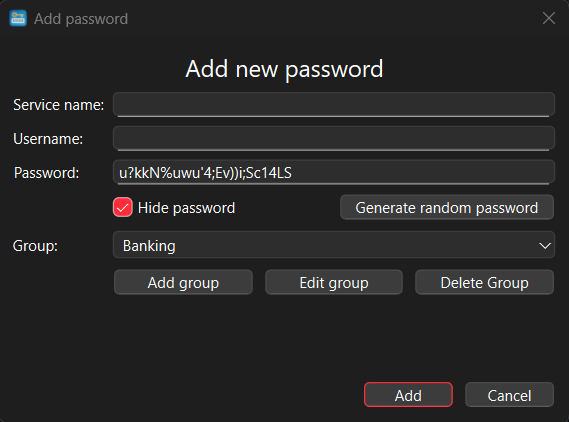 Add password
Add new password
Service name:
Username:
Password: u?kkN%uwu'4;Ev))i;Sc14LS
Hide password Generate random password
Group: Banking
Add group Edit group Delete Group
Add Cancel